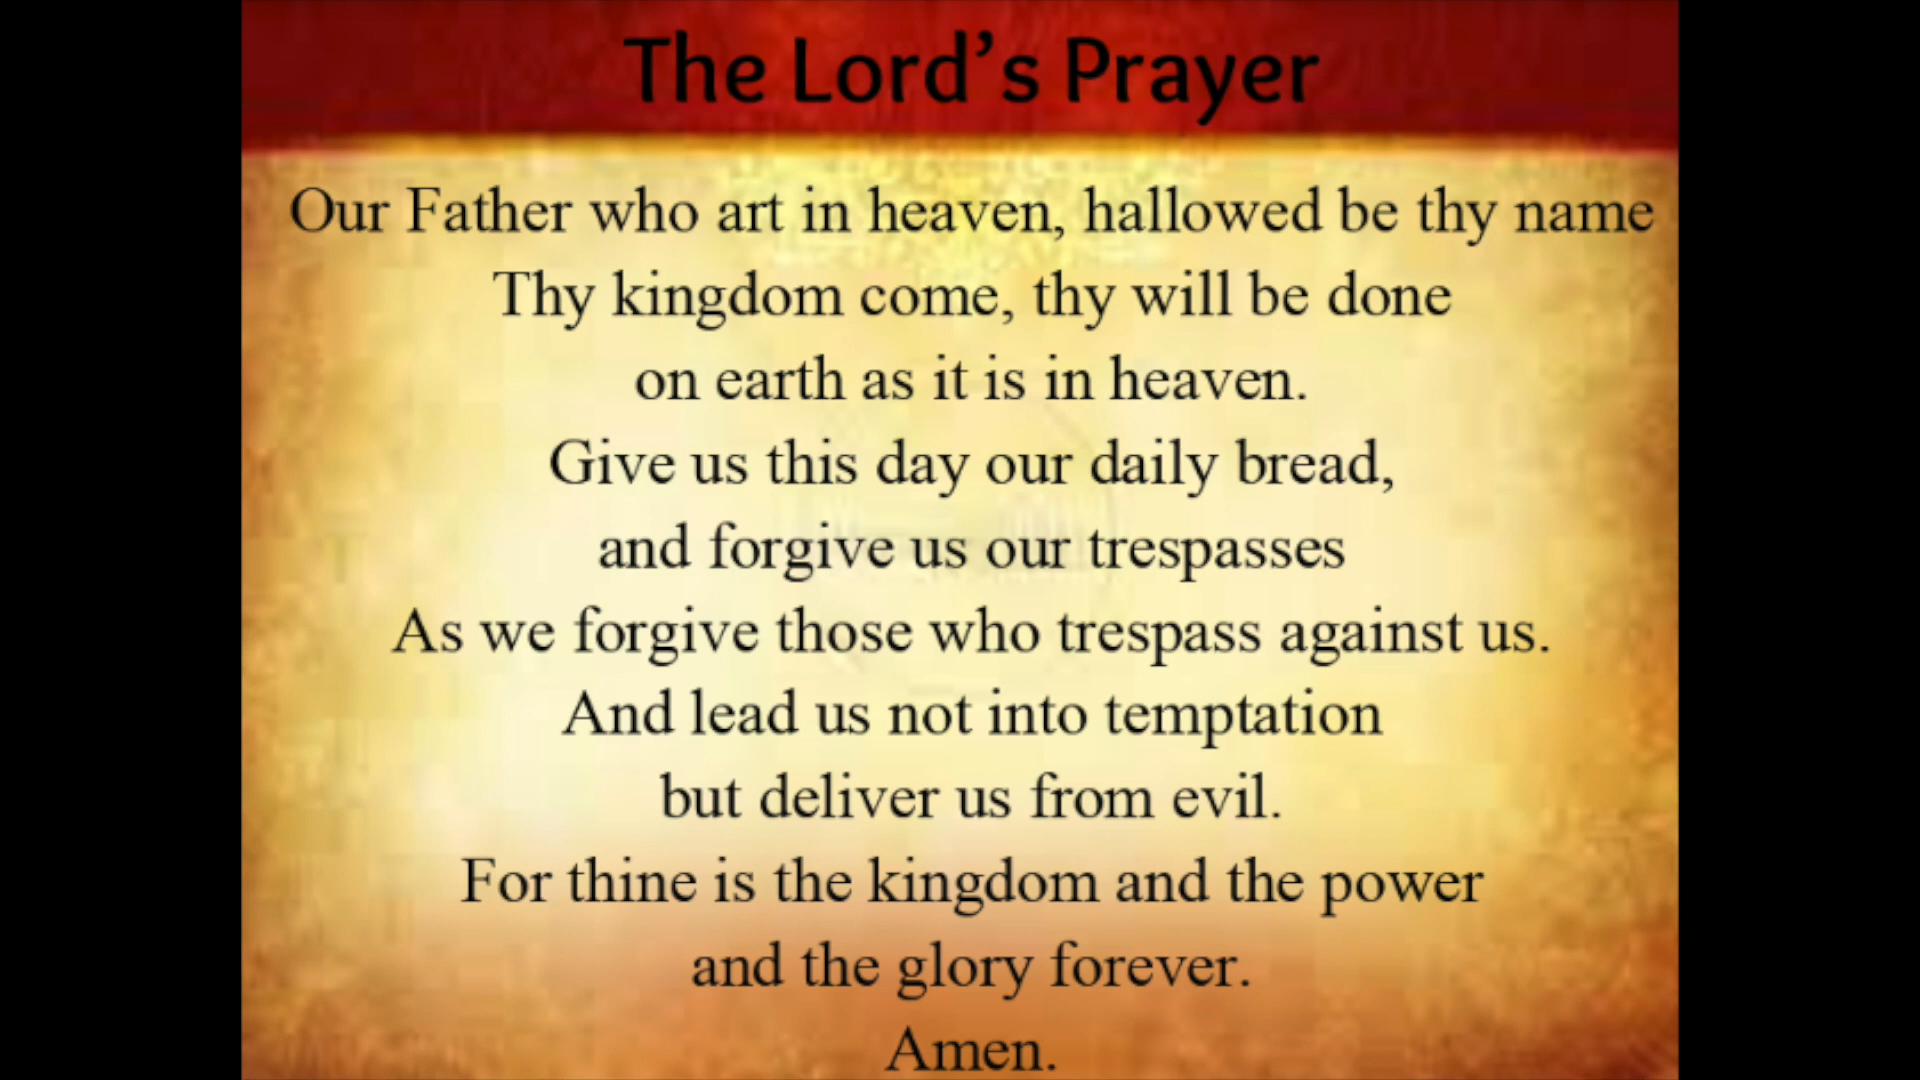 The Lord’s Prayer
Our Father who art in heaven, hallowed be thy name
Thy kingdom come, thy will be done
on earth as it is in heaven.
Give us this day our daily bread,
and forgive us our trespasses
As we forgive those who trespass against us.
And lead us not into temptation
but deliver us from evil.
For thine is the kingdom and the power
and the glory forever.
Amen.